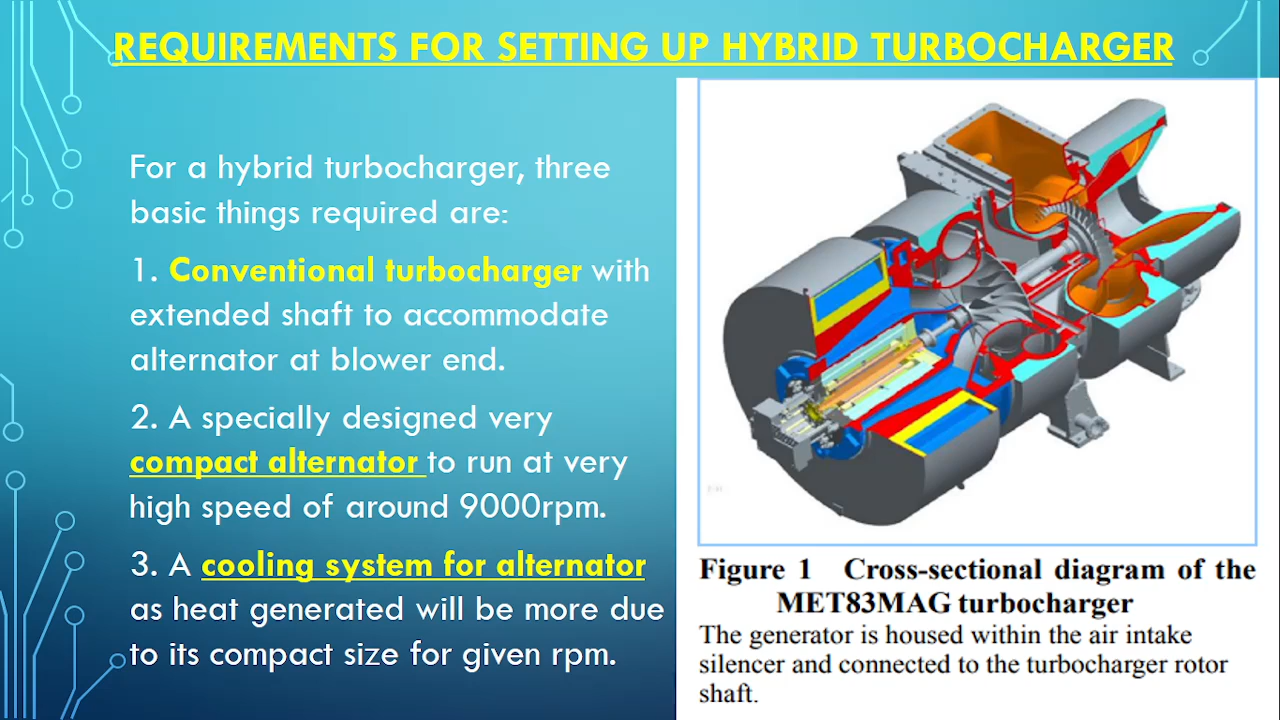 REQUIREMENTS FOR SETTING UP HYBRID TURBOCHARGER
For a hybrid turbocharger, three
basic things required are:
1. Conventional turbocharger with
extended shaft to accommodate
alternator at blower end.
2. A specially designed very
compact alternator to run at very
high speed of around 9000rpm.
3. A cooling system for alternator
as heat generated will be more due
to its compact size for given rpm.
Figure 1 Cross-sectional diagram of the
MET83MAG turbocharger
The generator is housed within the air intake
silencer and connected to the turbocharger rotor
shaft.